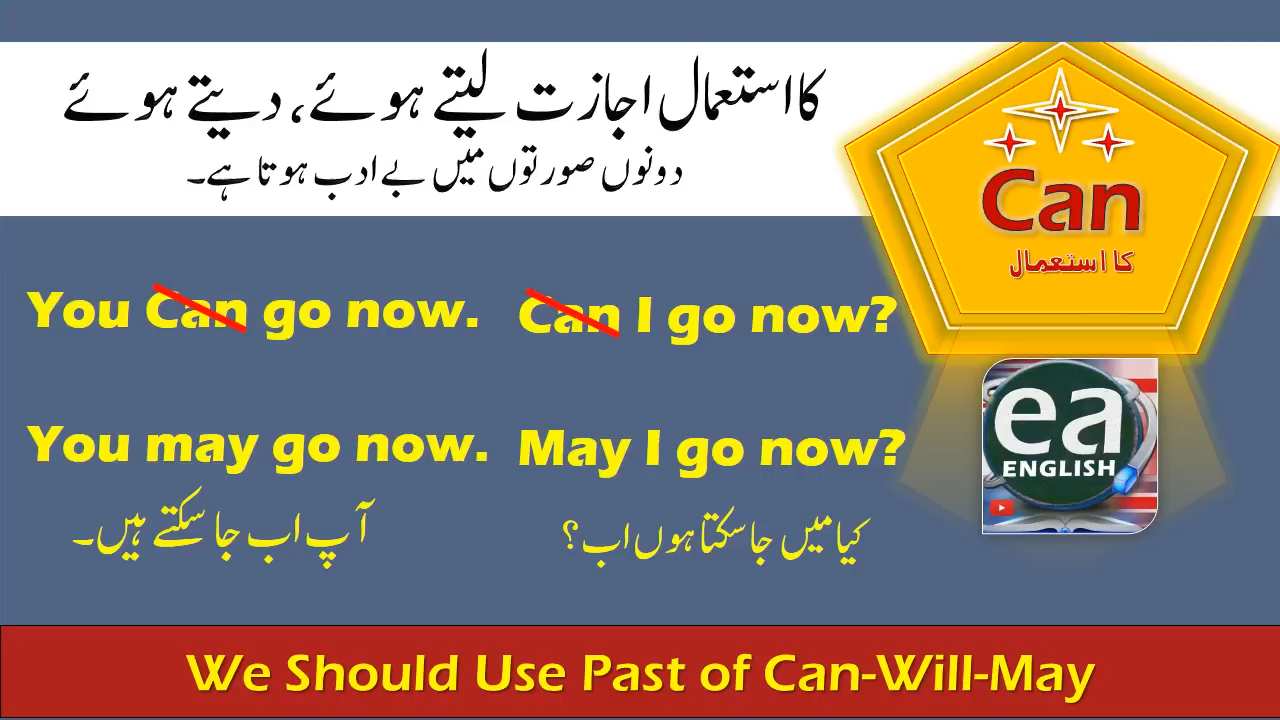 کا استعمال اجازت لیتے ہوئے، دیتے ہوئے
دونوں صورتوں میں بے ادب ہوتا ہے۔
Can
کا استعمال
You Can go now.
Can I go now?
You may go now.
May I go now?
آپ اب جا سکتے ہیں۔
کیا میں جا سکتا ہوں اب؟
ea
ENGLISH
We Should Use Past of Can-Will-May